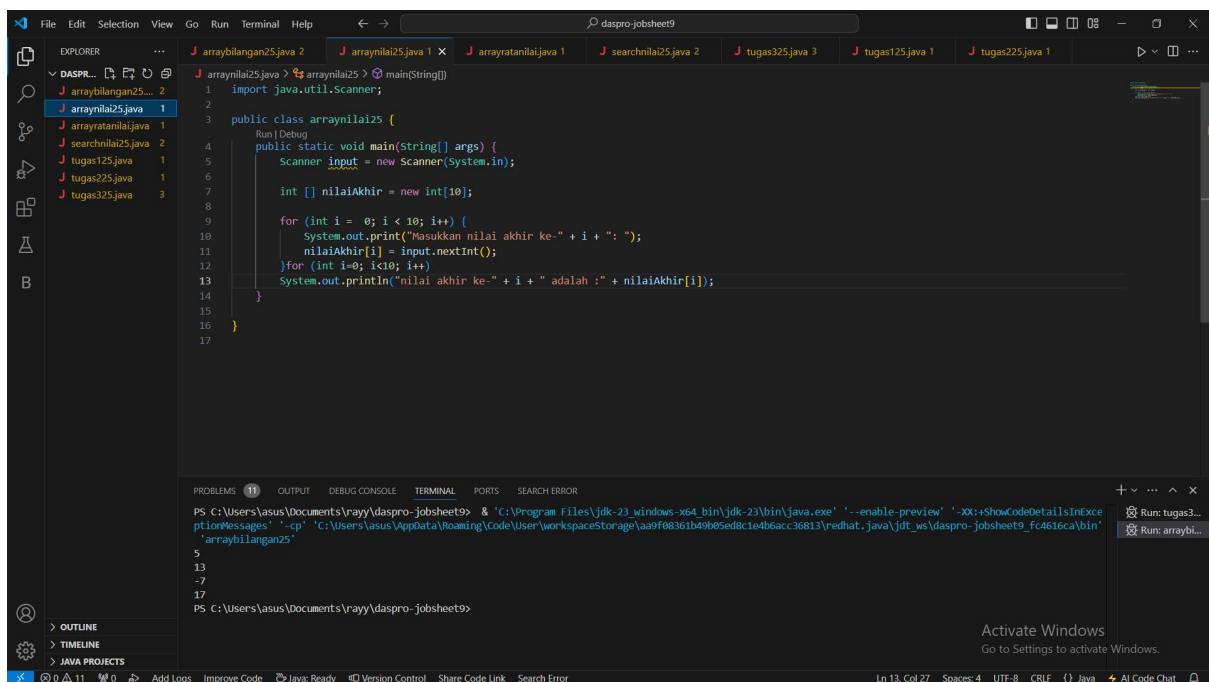 File Edit Selection View Go Run Terminal Help
daspro-jobsheet9
EXPLORER
DASPR...
J arraybilangan25.... 2
J arraynilai25.java 1
J arrayratanilai.java 1
J searchnilai25.java 2
J tugas125.java 1
J tugas225.java 1
J tugas325.java 3
OUTLINE
TIMELINE
JAVA PROJECTS
J arraybilangan25.java 2 J arraynilai25.java 1 J arrayratanilai.java 1 J searchnilai25.java 2 J tugas325.java 3 J tugas125.java 1 J tugas225.java 1
J arraynilai25.java > arraynilai25 > main(String[])
1 import java.util.Scanner;
2
3 public class arraynilai25 {
Run | Debug
4 public static void main(String[] args) {
5 Scanner input = new Scanner(System.in);
6
7 int [] nilaiAkhir = new int[10];
8
9 for (int i = 0; i < 10; i++) {
10 System.out.print("Masukkan nilai akhir ke-" + i + ": ");
11 nilaiAkhir[i] = input.nextInt();
12 }for (int i=0; i<10; i++)
13 System.out.println("nilai akhir ke-" + i + " adalah :" + nilaiAkhir[i]);
14 }
15
16 }
17
PROBLEMS 11 OUTPUT DEBUG CONSOLE TERMINAL PORTS SEARCH ERROR
PS C:\Users\asus\Documents\rayy\daspro-jobsheet9> & 'C:\Program Files\jdk-23_windows-x64_bin\jdk-23\bin\java.exe' '--enable-preview' '-XX:+ShowCodeDetailsInExce
ptionMessages' '-cp' 'C:\Users\asus\AppData\Roaming\Code\User\workspaceStorage\aa9f08361b49b05ed8c1e4b6acc36813\redhat.java\jdt_ws\daspro-jobsheet9_fc4616ca\bin'
'arraybilangan25'
5
13
-7
17
PS C:\Users\asus\Documents\rayy\daspro-jobsheet9>
Run: tugas3...
Run: arraybi...
Activate Windows
Go to Settings to activate Windows.
0 11 0 Add Logs Improve Code Java: Ready Version Control Share Code Link Search Error Ln 13, Col 27 Spaces: 4 UTF-8 CRLF {} Java AI Code Chat